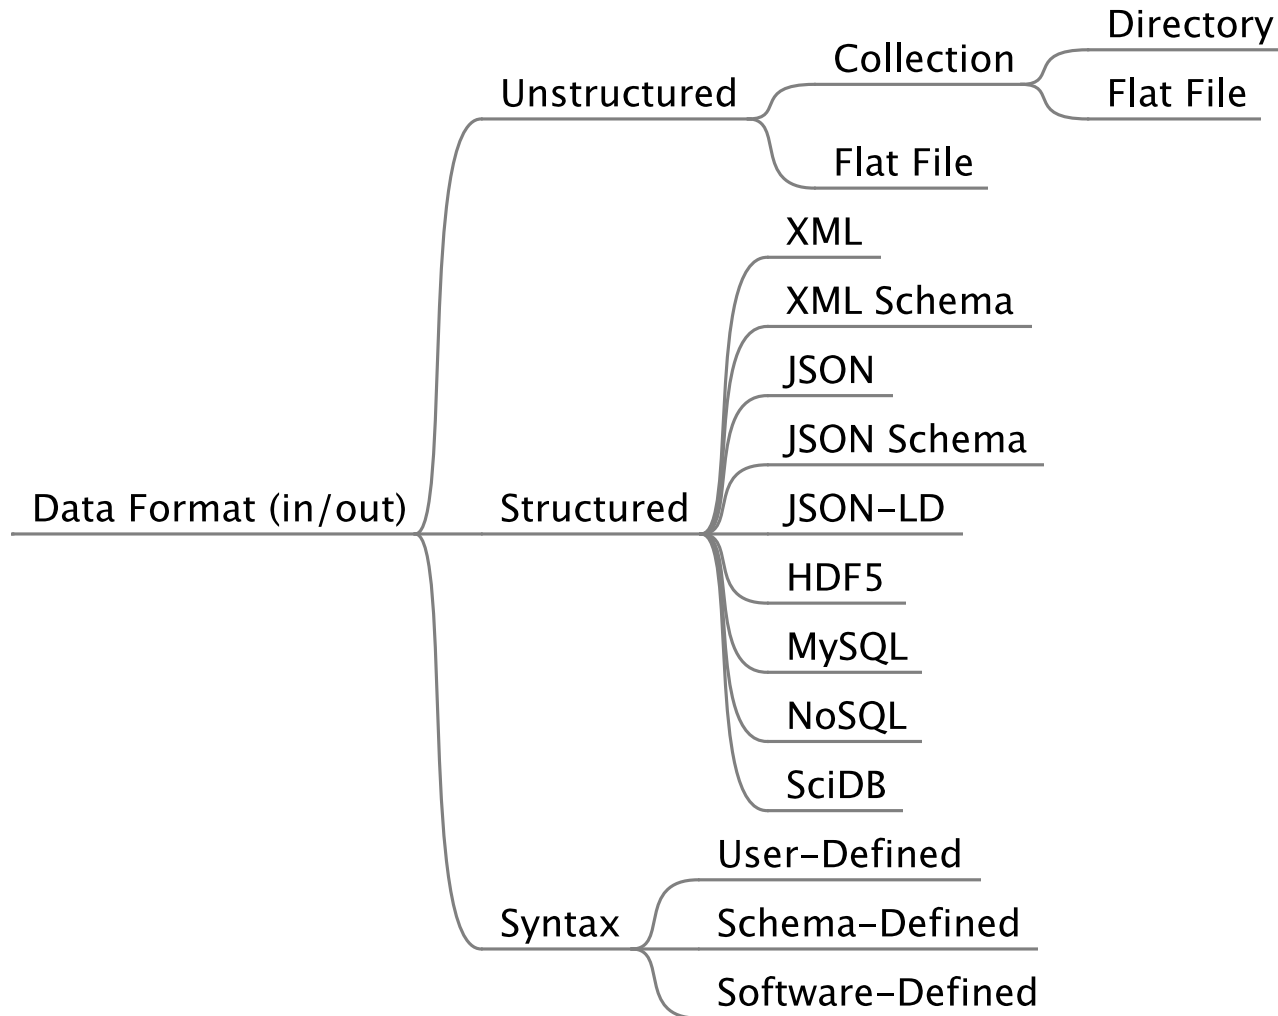 Directory
Collection
Unstructured
Flat File
Flat File
XML
XML Schema
JSON
JSON Schema
Data Format (in/out)
Structured
JSON–LD
HDF5
MySQL
NoSQL
SciDB
User–Defined
Syntax
Schema–Defined
Software–Defined